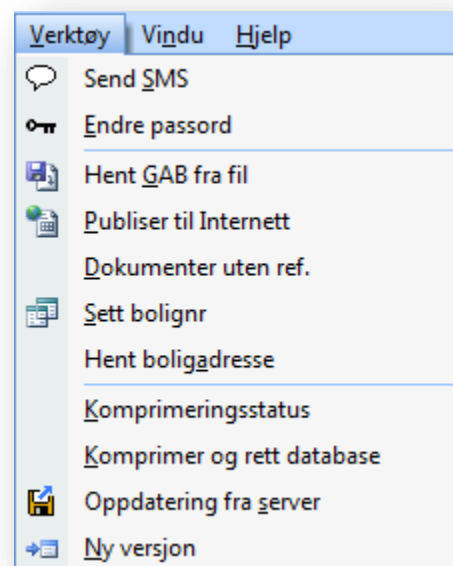 Verktøy Vindu Hjelp
Send SMS
Endre passord
Hent GAB fra fil
Publiser til Internett
Dokumenter uten ref.
Sett bolignr
Hent boligadresse
Komprimeringsstatus
Komprimer og rett database
Oppdatering fra server
Ny versjon